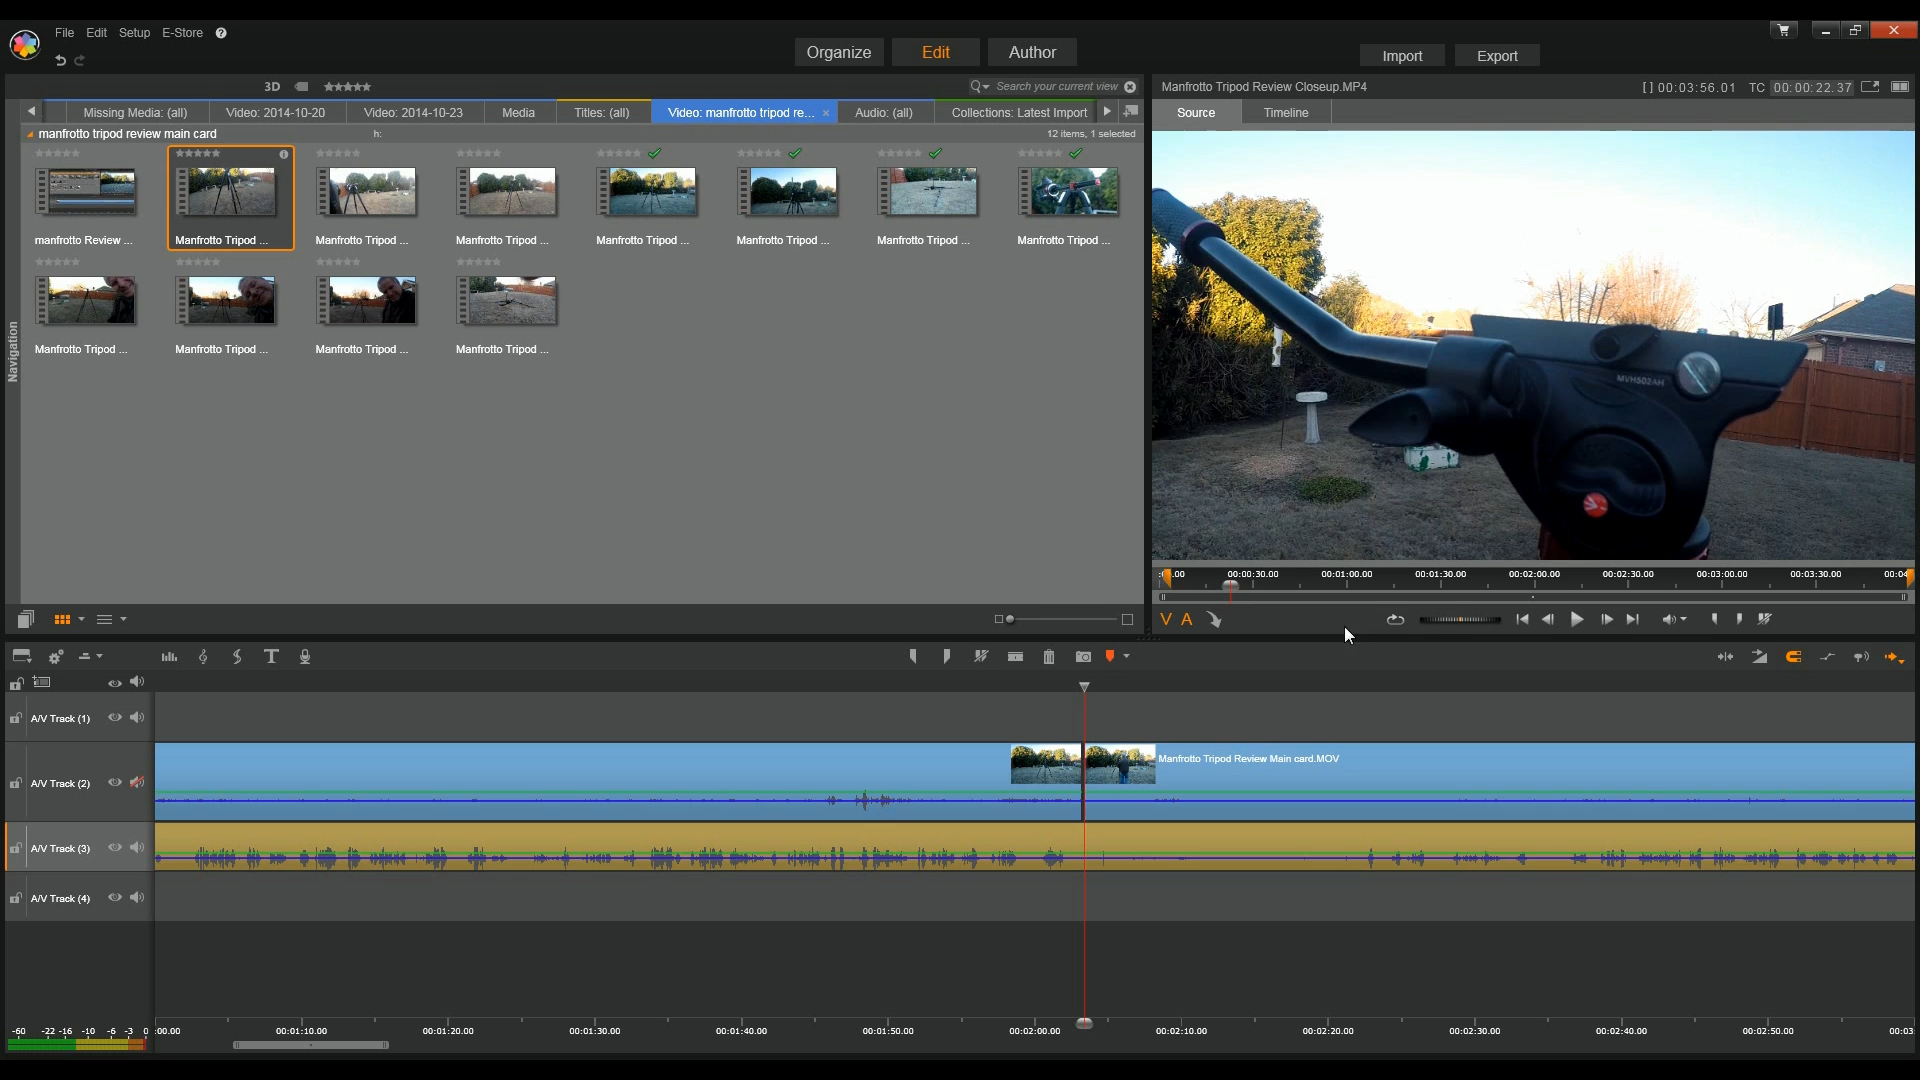 File Edit Setup E-Store ?
Organize Edit Author
Import Export
3D
Search your current view
Manfrotto Tripod Review Closeup.MP4
[ ] 00:03:56.01 TC 00:00:22.37
Missing Media: (all) Video: 2014-10-20 Video: 2014-10-23 Media Titles: (all) Video: manfrotto tripod re... × Audio: (all) Collections: Latest Import
Source Timeline
manfrotto tripod review main card h: 12 items, 1 selected
manfrotto Review ... Manfrotto Tripod ... Manfrotto Tripod ... Manfrotto Tripod ... Manfrotto Tripod ... Manfrotto Tripod ... Manfrotto Tripod ... Manfrotto Tripod ...
Manfrotto Tripod ... Manfrotto Tripod ... Manfrotto Tripod ... Manfrotto Tripod ...
Navigation
MVH502AH
.00 00:00:30.00 00:01:00.00 00:01:30.00 00:02:00.00 00:02:30.00 00:03:00.00 00:03:30.00 00:04
V A
A/V Track (1)
Manfrotto Tripod Review Main card.MOV
A/V Track (2)
A/V Track (3)
A/V Track (4)
-60 -22 -16 -10 -6 -3 0 :00.00 00:01:10.00 00:01:20.00 00:01:30.00 00:01:40.00 00:01:50.00 00:02:00.00 00:02:10.00 00:02:20.00 00:02:30.00 00:02:40.00 00:02:50.00 00:03: